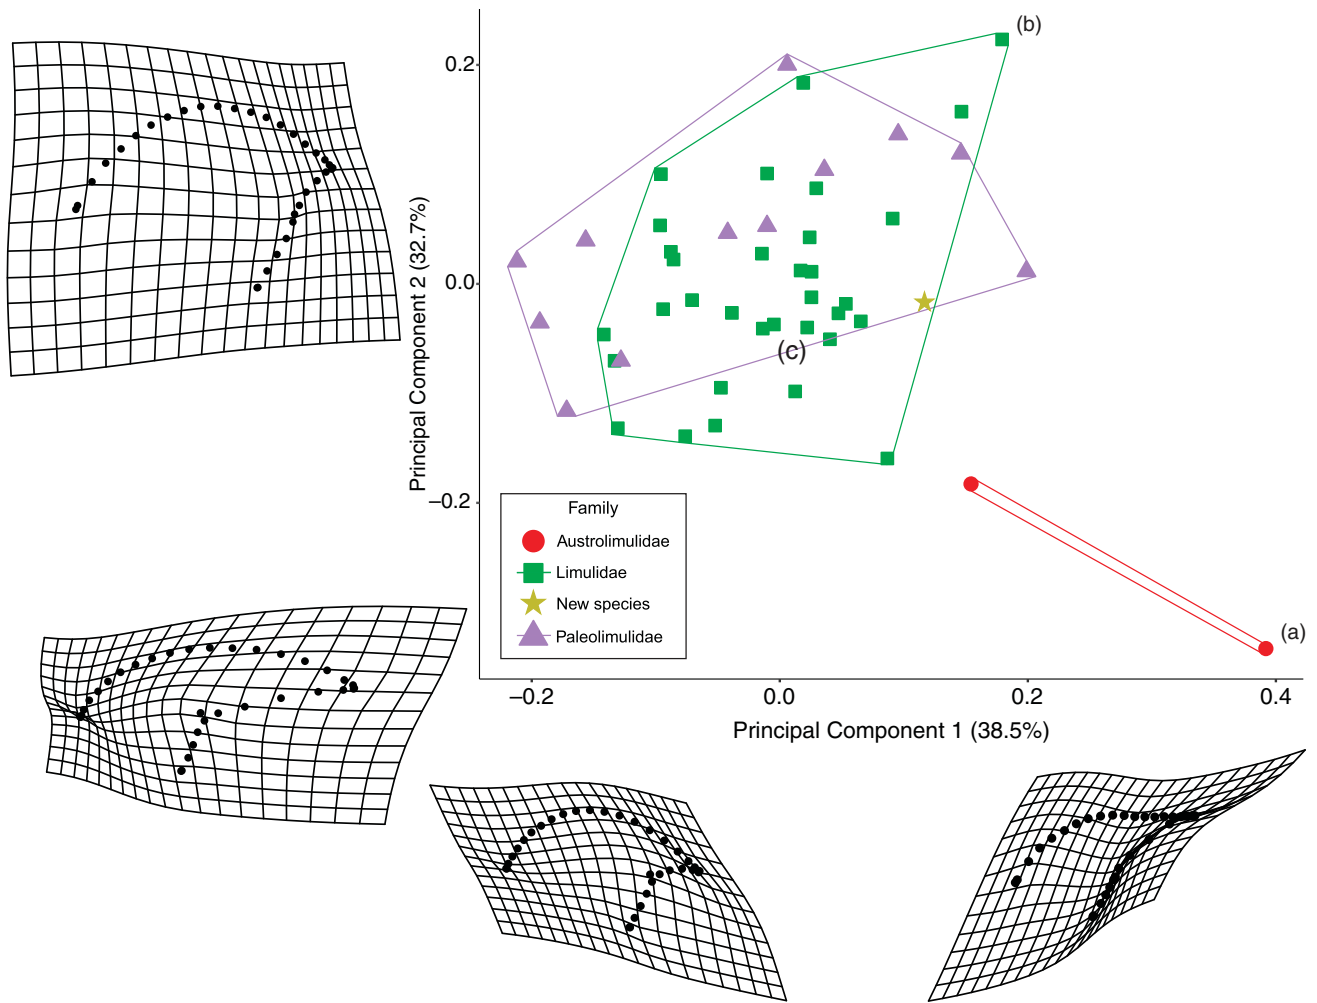 (b)
0.2
0.0
(c)
−0.2
Principal Component 2 (32.7%)
Family
Austrolimulidae
Limulidae
New species
Paleolimulidae
(a)
−0.2
0.0
0.2
0.4
Principal Component 1 (38.5%)